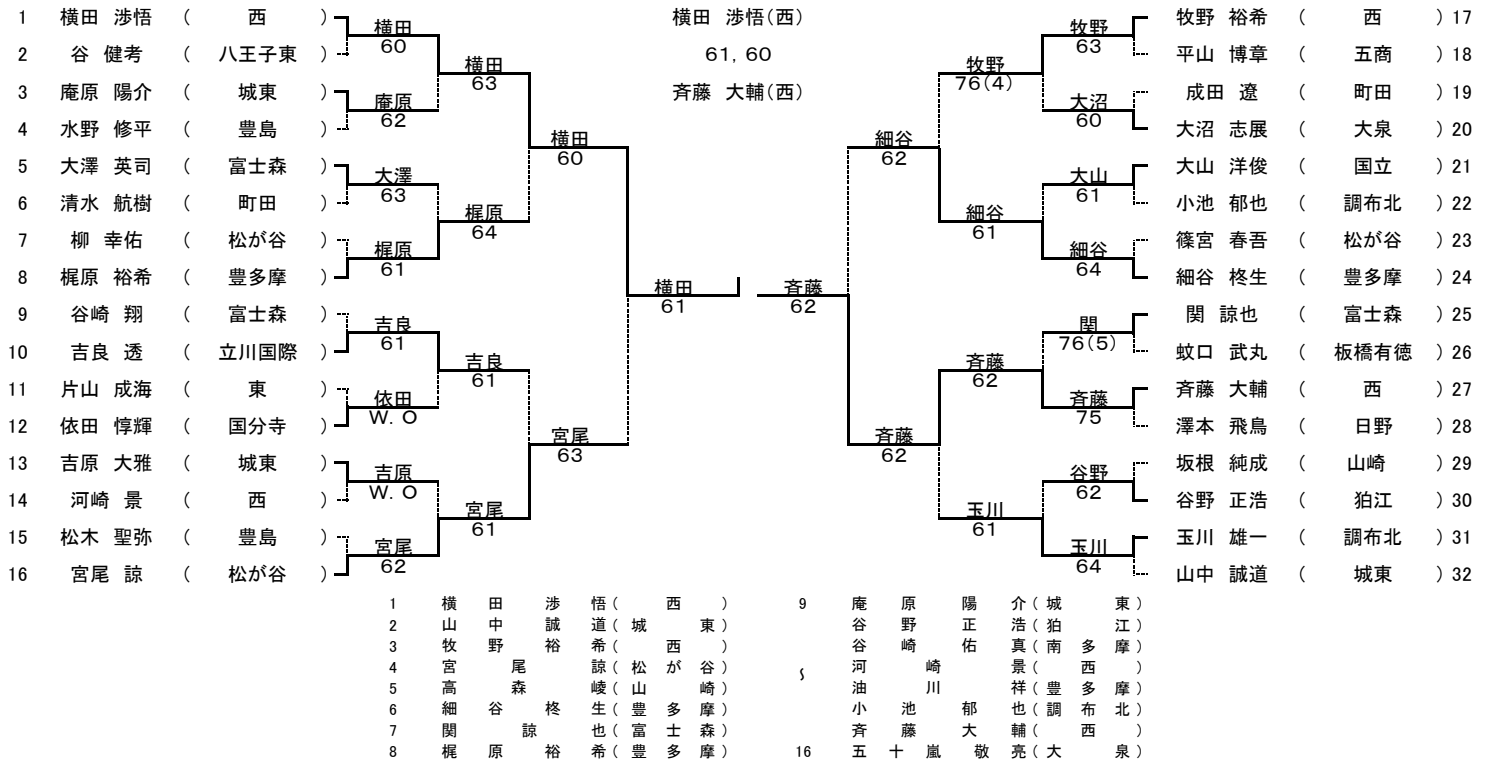 横田 渉悟(西)
61, 60
斉藤 大輔(西)
1 横田 渉悟 ( 西 )
2 谷 健考 ( 八王子東 )
3 庵原 陽介 ( 城東 )
4 水野 修平 ( 豊島 )
5 大澤 英司 ( 富士森 )
6 清水 航樹 ( 町田 )
7 柳 幸佑 ( 松が谷 )
8 梶原 裕希 ( 豊多摩 )
9 谷崎 翔 ( 富士森 )
10 吉良 透 ( 立川国際 )
11 片山 成海 ( 東 )
12 依田 惇輝 ( 国分寺 )
13 吉原 大雅 ( 城東 )
14 河崎 景 ( 西 )
15 松木 聖弥 ( 豊島 )
16 宮尾 諒 ( 松が谷 )
横田
60
庵原
62
大澤
63
梶原
61
吉良
61
依田
W.O
吉原
W.O
宮尾
62
横田
63
梶原
64
吉良
61
宮尾
61
横田
60
宮尾
63
横田
61
斉藤
62
細谷
62
斉藤
62
牧野
76(4)
細谷
61
斉藤
62
玉川
61
牧野
63
大沼
60
大山
61
細谷
64
関
76(5)
斉藤
75
谷野
62
玉川
64
牧野 裕希 ( 西 ) 17
平山 博章 ( 五商 ) 18
成田 遼 ( 町田 ) 19
大沼 志展 ( 大泉 ) 20
大山 洋俊 ( 国立 ) 21
小池 郁也 ( 調布北 ) 22
篠宮 春吾 ( 松が谷 ) 23
細谷 柊生 ( 豊多摩 ) 24
関 諒也 ( 富士森 ) 25
蚊口 武丸 ( 板橋有徳 ) 26
斉藤 大輔 ( 西 ) 27
澤本 飛鳥 ( 日野 ) 28
坂根 純成 ( 山崎 ) 29
谷野 正浩 ( 狛江 ) 30
玉川 雄一 ( 調布北 ) 31
山中 誠道 ( 城東 ) 32
1 横田渉悟(西)
2 山中誠道(城東)
3 牧野裕希(西)
4 宮尾諒(松が谷)
5 高森崚(山崎)
6 細谷柊生(豊多摩)
7 関諒也(富士森)
8 梶原裕希(豊多摩)
9 庵原陽介(城東)
谷野正浩(狛江)
谷崎佑真(南多摩)
河崎景(西)
~
油川祥(豊多摩)
小池郁也(調布北)
斉藤大輔(西)
16 五十嵐敬亮(大泉)